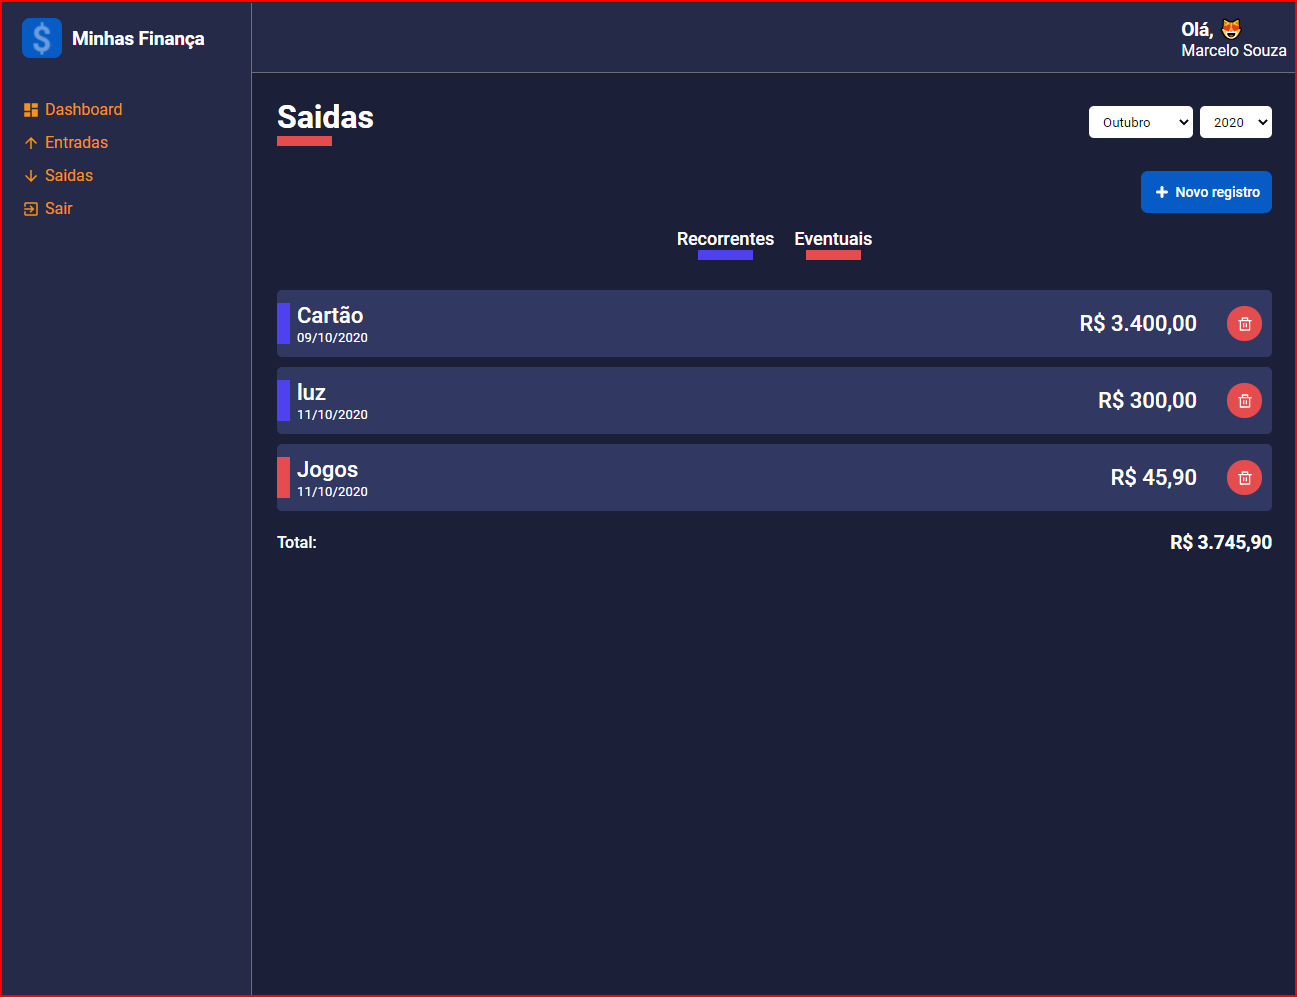 Minhas Finança
Olá, 😻
Marcelo Souza
Dashboard
Entradas
Saidas
Sair
Saidas
Outubro
2020
Novo registro
Recorrentes
Eventuais
Cartão
09/10/2020
R$ 3.400,00
luz
11/10/2020
R$ 300,00
Jogos
11/10/2020
R$ 45,90
Total:
R$ 3.745,90